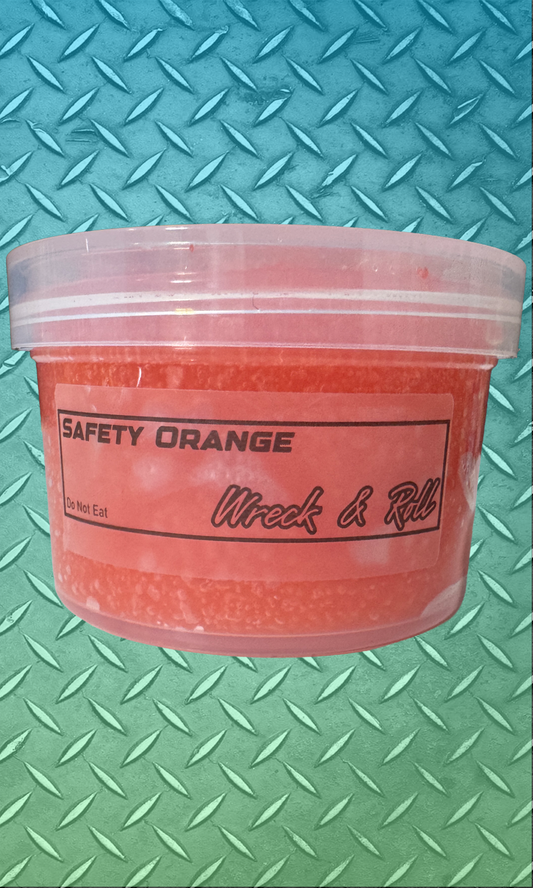 SAFETY ORANGE
Do Not Eat
Wreck & Roll